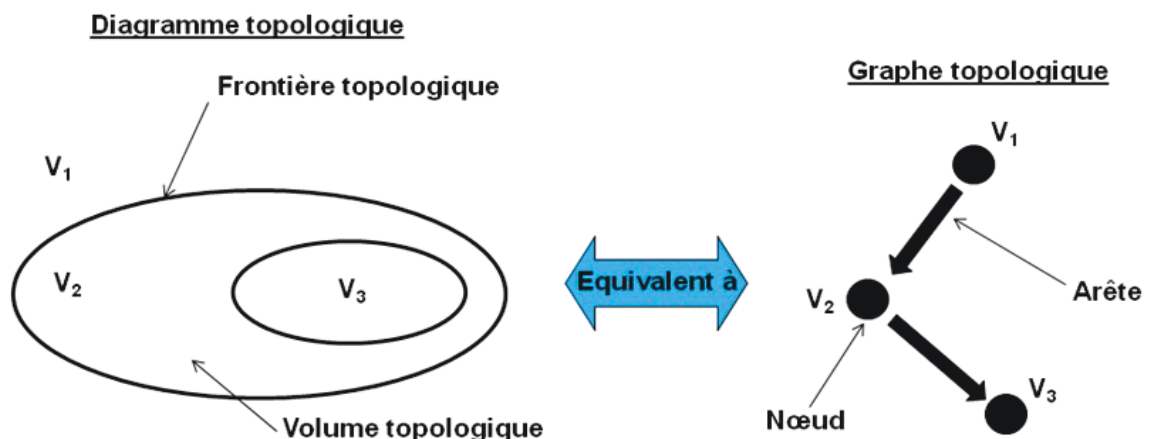 Diagramme topologique
Frontière topologique
V1
V2
V3
Volume topologique
Equivalent à
Graphe topologique
V1
Arête
V2
V3
Nœud